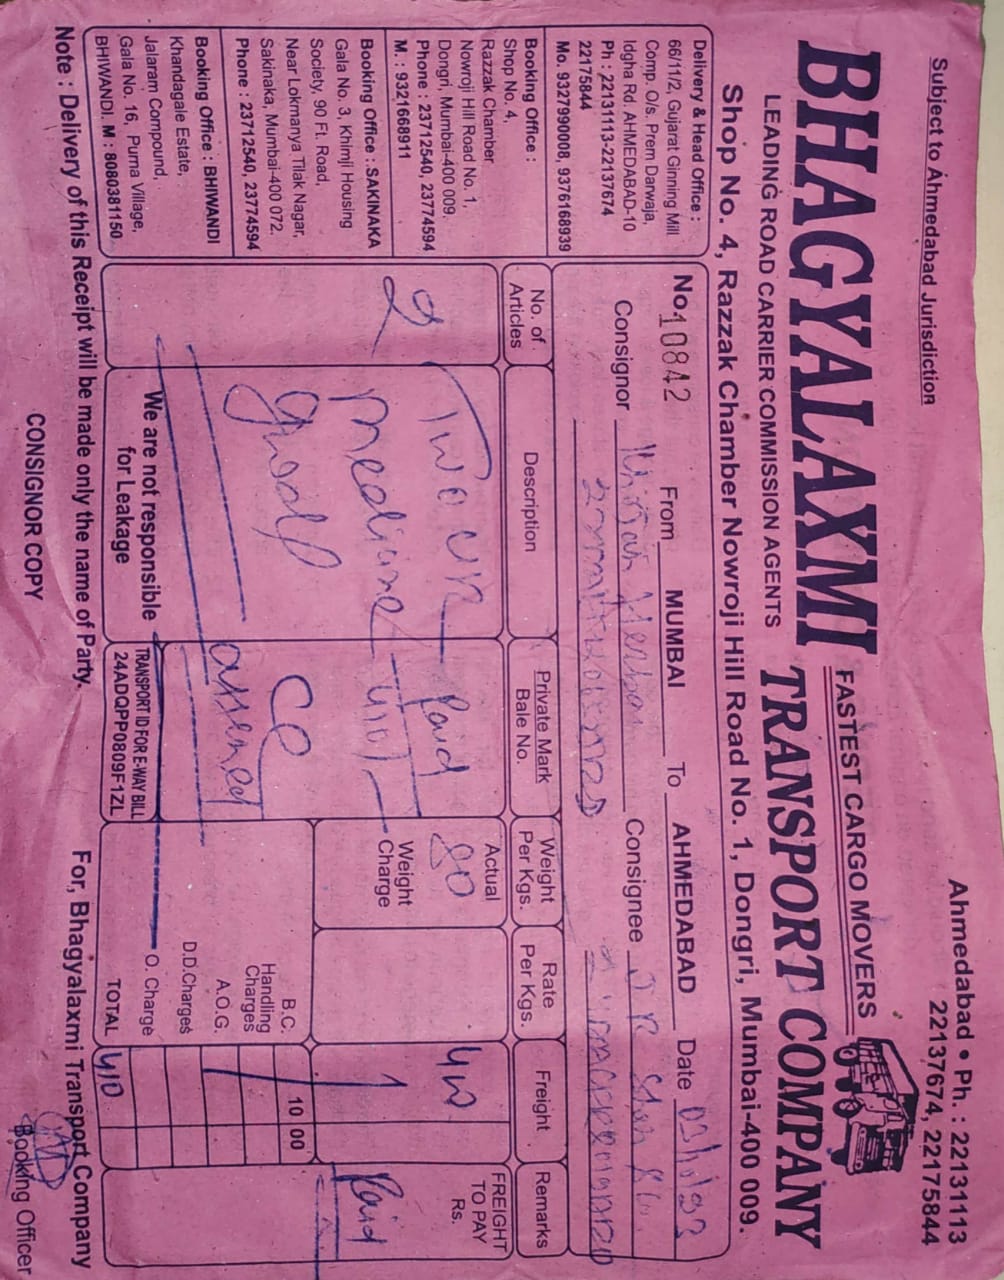 Subject to Ahmedabad Jurisdiction
Ahmedabad • Ph. : 22131113
22137674, 22175844
BHAGYALAXMI
FASTEST CARGO MOVERS
TRANSPORT COMPANY
LEADING ROAD CARRIER COMMISSION AGENTS
Shop No. 4, Razzak Chamber Nowroji Hill Road No. 1, Dongri, Mumbai-400 009.
Delivery & Head Office :
66/11/2, Gujarat Ginning Mill
Comp. O/s. Prem Darwaja,
Idgha Rd. AHMEDABAD-10
Ph : 22131113-22137674
22175844
Mo. 9327990008, 9376168939
Booking Office :
Shop No. 4,
Razzak Chamber
Nowroji Hill Road No. 1,
Dongri, Mumbai-400 009.
Phone : 23712540, 23774594
M. : 9321668911
Booking Office : SAKINAKA
Gala No. 3, Khimji Housing
Society, 90 Ft. Road,
Near Lokmanya Tilak Nagar,
Sakinaka, Mumbai-400 072.
Phone : 23712540, 23774594
Booking Office : BHIWANDI
Khandagale Estate,
Jalaram Compound,
Gala No. 16, Purna Village,
BHIWANDI. M : 8080381150.
No. 10842 From MUMBAI To AHMEDABAD Date
Consignor Consignee
No. of Articles Description Private Mark Bale No. Weight Per Kgs. Rate Per Kgs. Freight Remarks
2 Two Paid Actual 80 FREIGHT TO PAY Rs.
medicine Weight Charge Paid
goods CC
B.C. 10 00
Handling Charges
A.O.G.
D.D.Charges
We are not responsible for Leakage
O. Charge
TRANSPORT ID FOR E-WAY BILL
24ADQPP0809F1ZL
TOTAL 410
Note : Delivery of this Receipt will be made only the name of Party.
For, Bhagyalaxmi Transport Company
CONSIGNOR COPY
Booking Officer